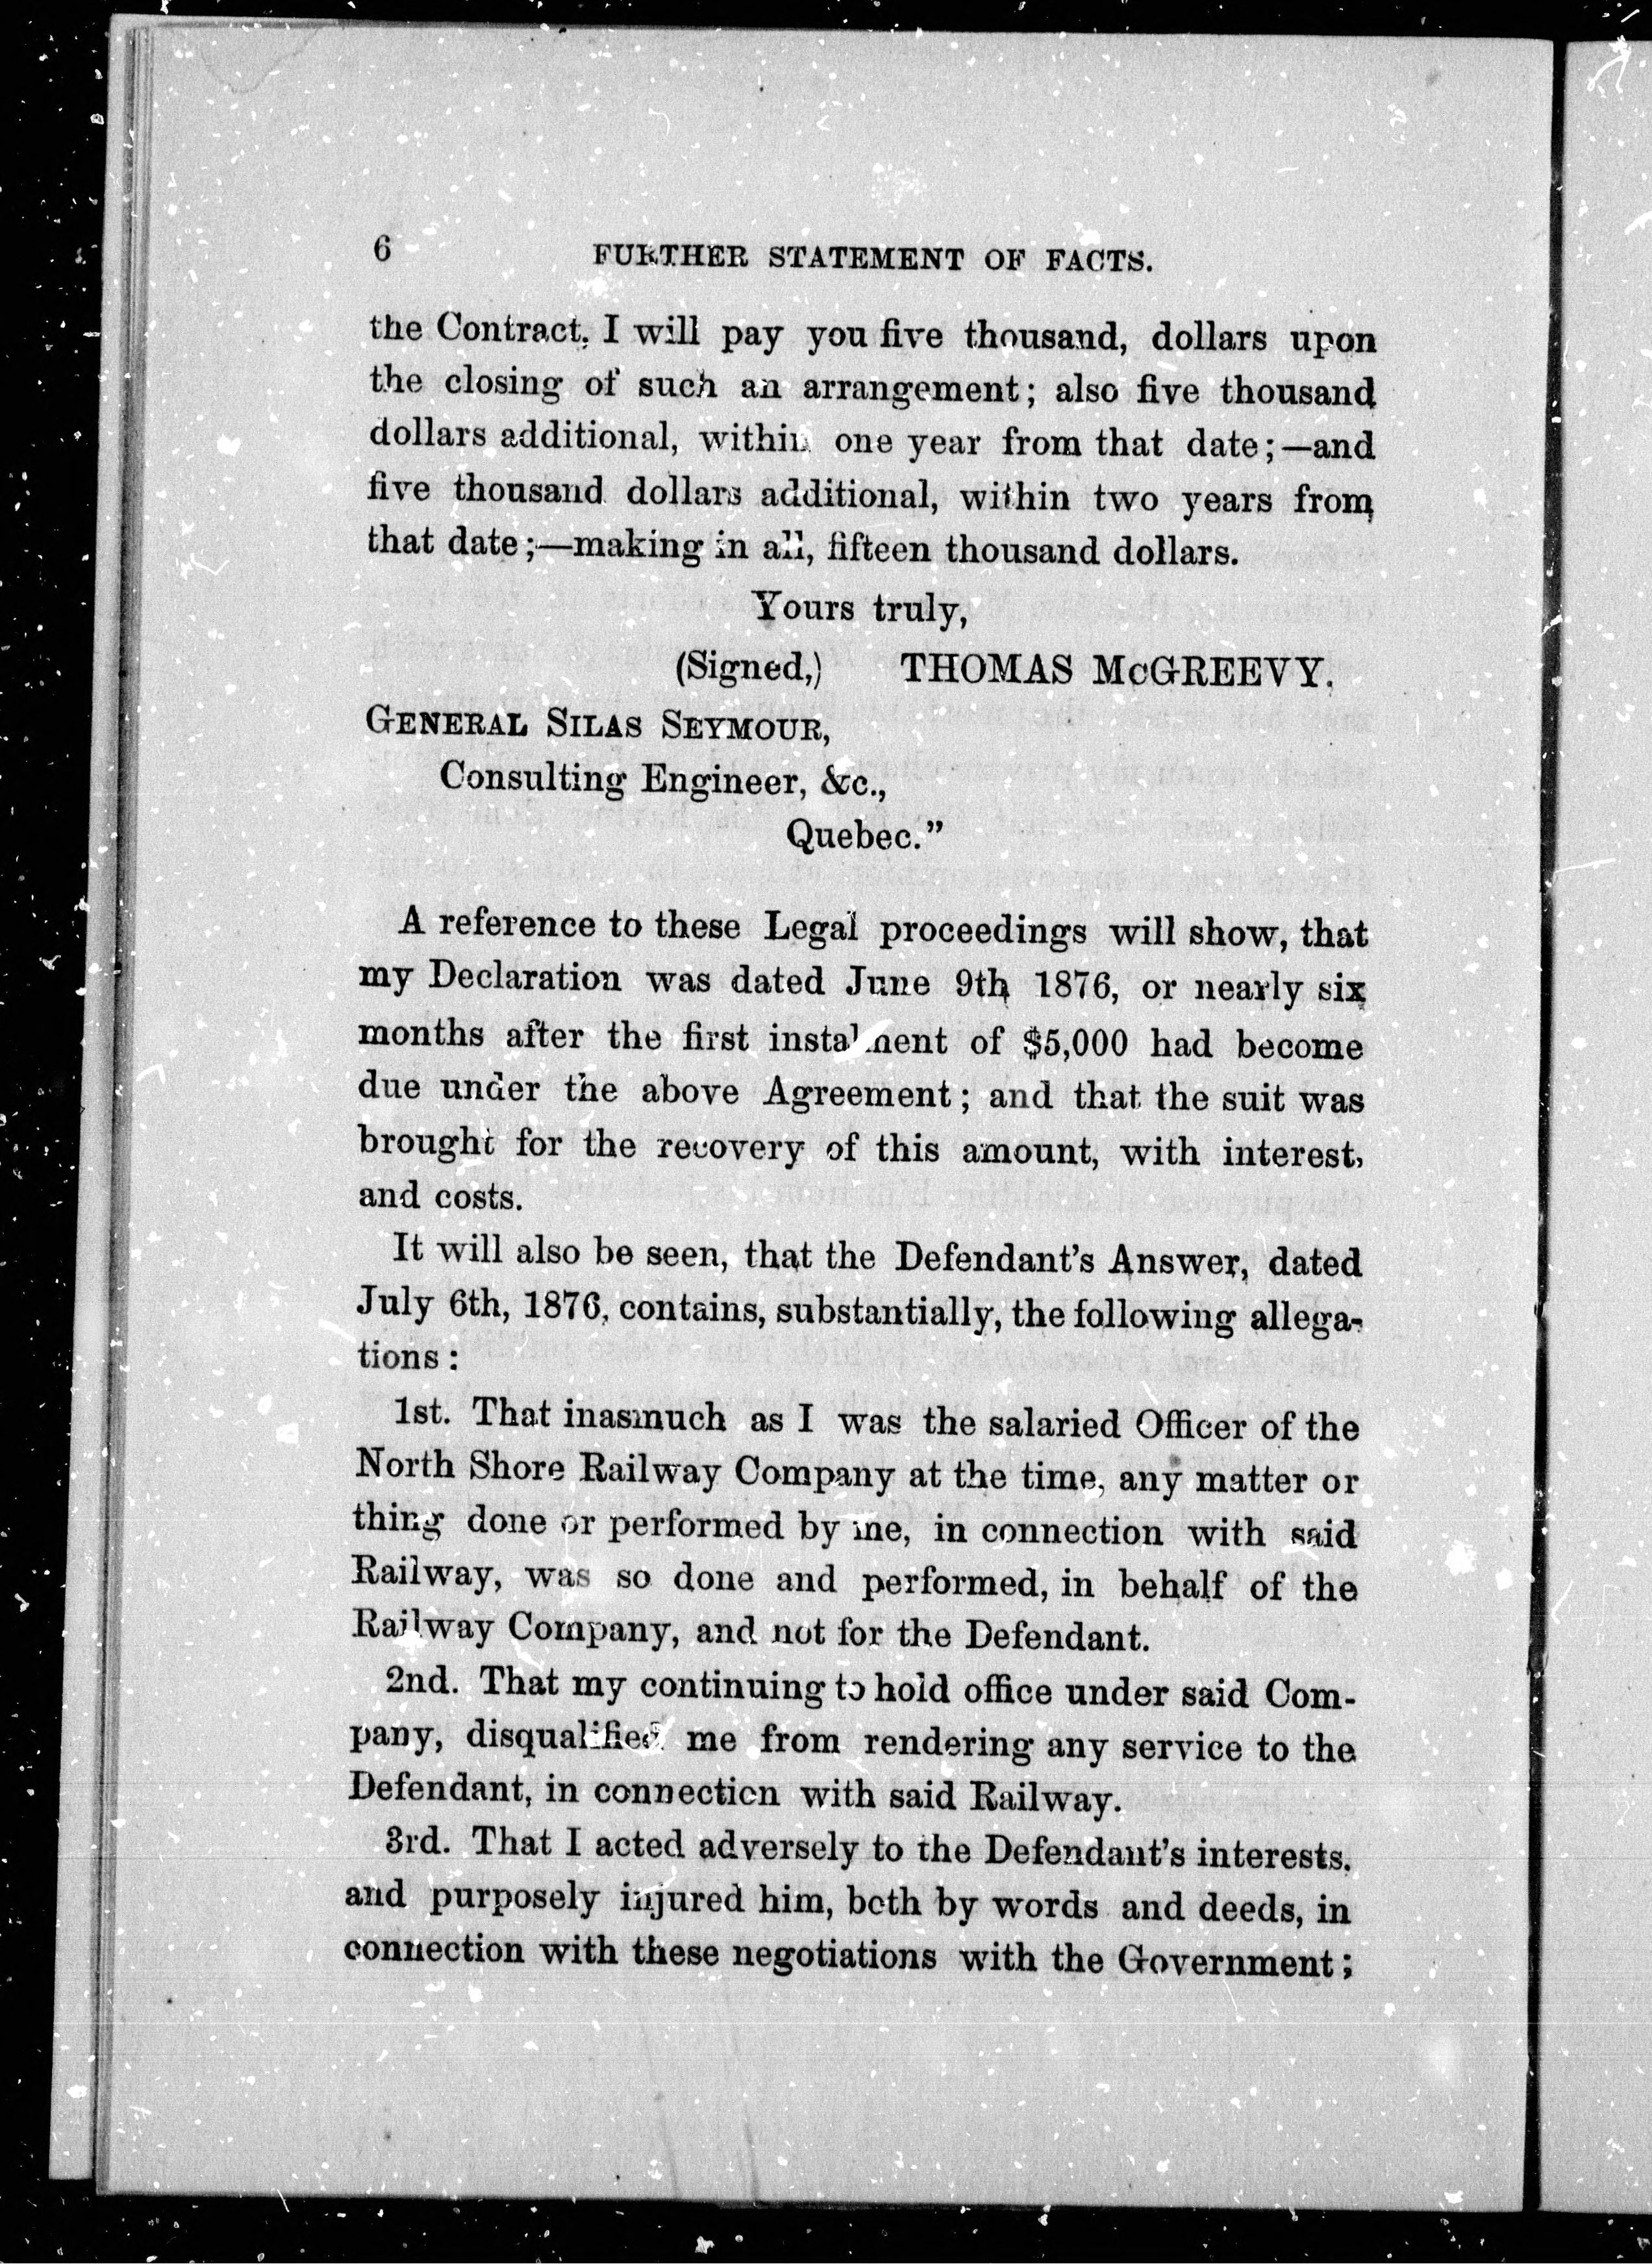 6 FURTHER STATEMENT OF FACTS.
the Contract, I will pay you five thousand, dollars upon
the closing of such an arrangement; also five thousand
dollars additional, within one year from that date;—and
five thousand dollars additional, within two years from
that date;—making in all, fifteen thousand dollars.
Yours truly,
(Signed,) THOMAS McGREEVY.
GENERAL SILAS SEYMOUR,
Consulting Engineer, &c.,
Quebec.”
A reference to these Legal proceedings will show, that
my Declaration was dated June 9th 1876, or nearly six
months after the first instalment of $5,000 had become
due under the above Agreement; and that the suit was
brought for the recovery of this amount, with interest,
and costs.
It will also be seen, that the Defendant’s Answer, dated
July 6th, 1876, contains, substantially, the following allega-
tions:
1st. That inasmuch as I was the salaried Officer of the
North Shore Railway Company at the time, any matter or
thing done or performed by me, in connection with said
Railway, was so done and performed, in behalf of the
Railway Company, and not for the Defendant.
2nd. That my continuing to hold office under said Com-
pany, disqualified me from rendering any service to the
Defendant, in connection with said Railway.
3rd. That I acted adversely to the Defendant’s interests,
and purposely injured him, both by words and deeds, in
connection with these negotiations with the Government;